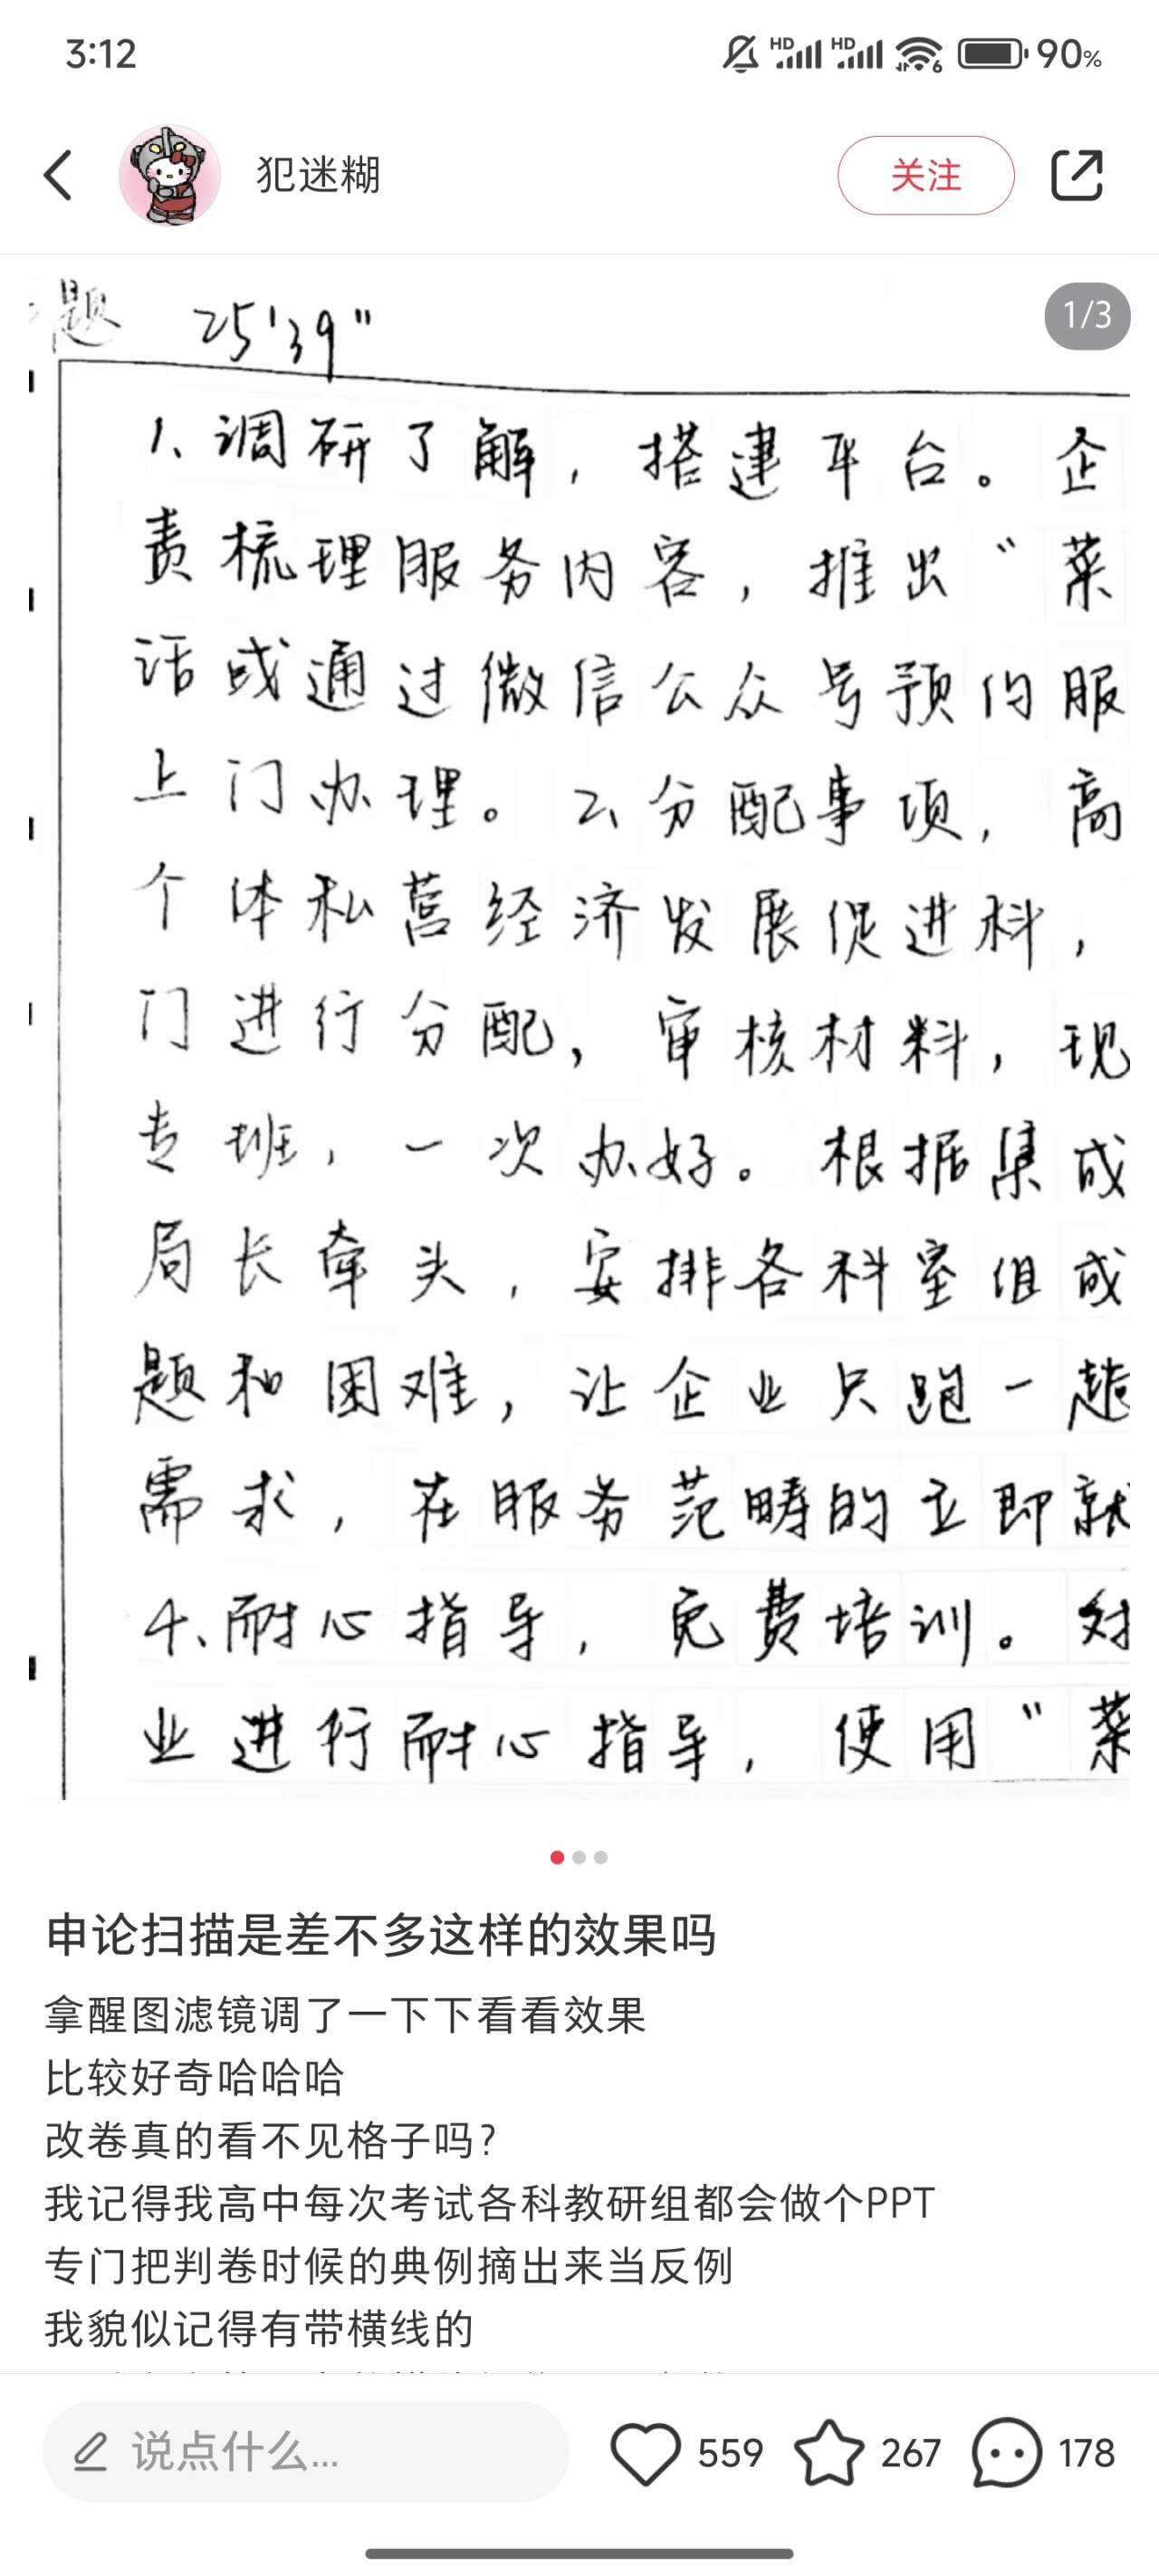 3:12
HD HD 6 90%
犯迷糊
关注
1/3
题 25'39"
1、调研了解，搭建平台。企
责梳理服务内容，推出“菜
话或通过微信公众号预约服
上门办理。2、分配事项，高
个体私营经济发展促进科，
门进行分配，审核材料，现
专班，一次办好。根据集成
局长牵头，安排各科室组成
题和困难，让企业只跑一趟
需求，在服务范畴的立即就
4、耐心指导，免费培训。对
业进行耐心指导，使用“菜
申论扫描是差不多这样的效果吗
拿醒图滤镜调了一下下看看效果
比较好奇哈哈哈
改卷真的看不见格子吗？
我记得我高中每次考试各科教研组都会做个PPT
专门把判卷时候的典例摘出来当反例
我貌似记得有带横线的
说点什么...
559
267
178